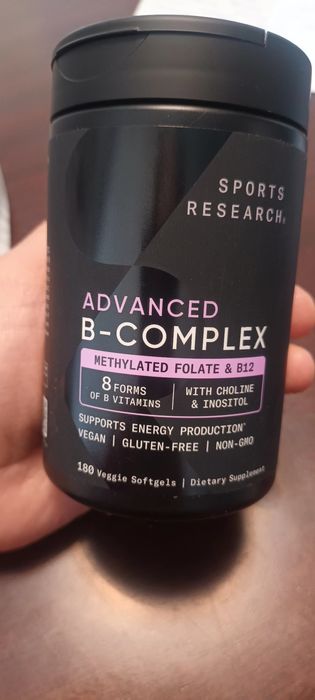 SPORTS
RESEARCH®
ADVANCED
B-COMPLEX
METHYLATED FOLATE & B12
8 FORMS
OF B VITAMINS
WITH CHOLINE
& INOSITOL
SUPPORTS ENERGY PRODUCTION*
VEGAN | GLUTEN-FREE | NON-GMO
180 Veggie Softgels | Dietary Supplement